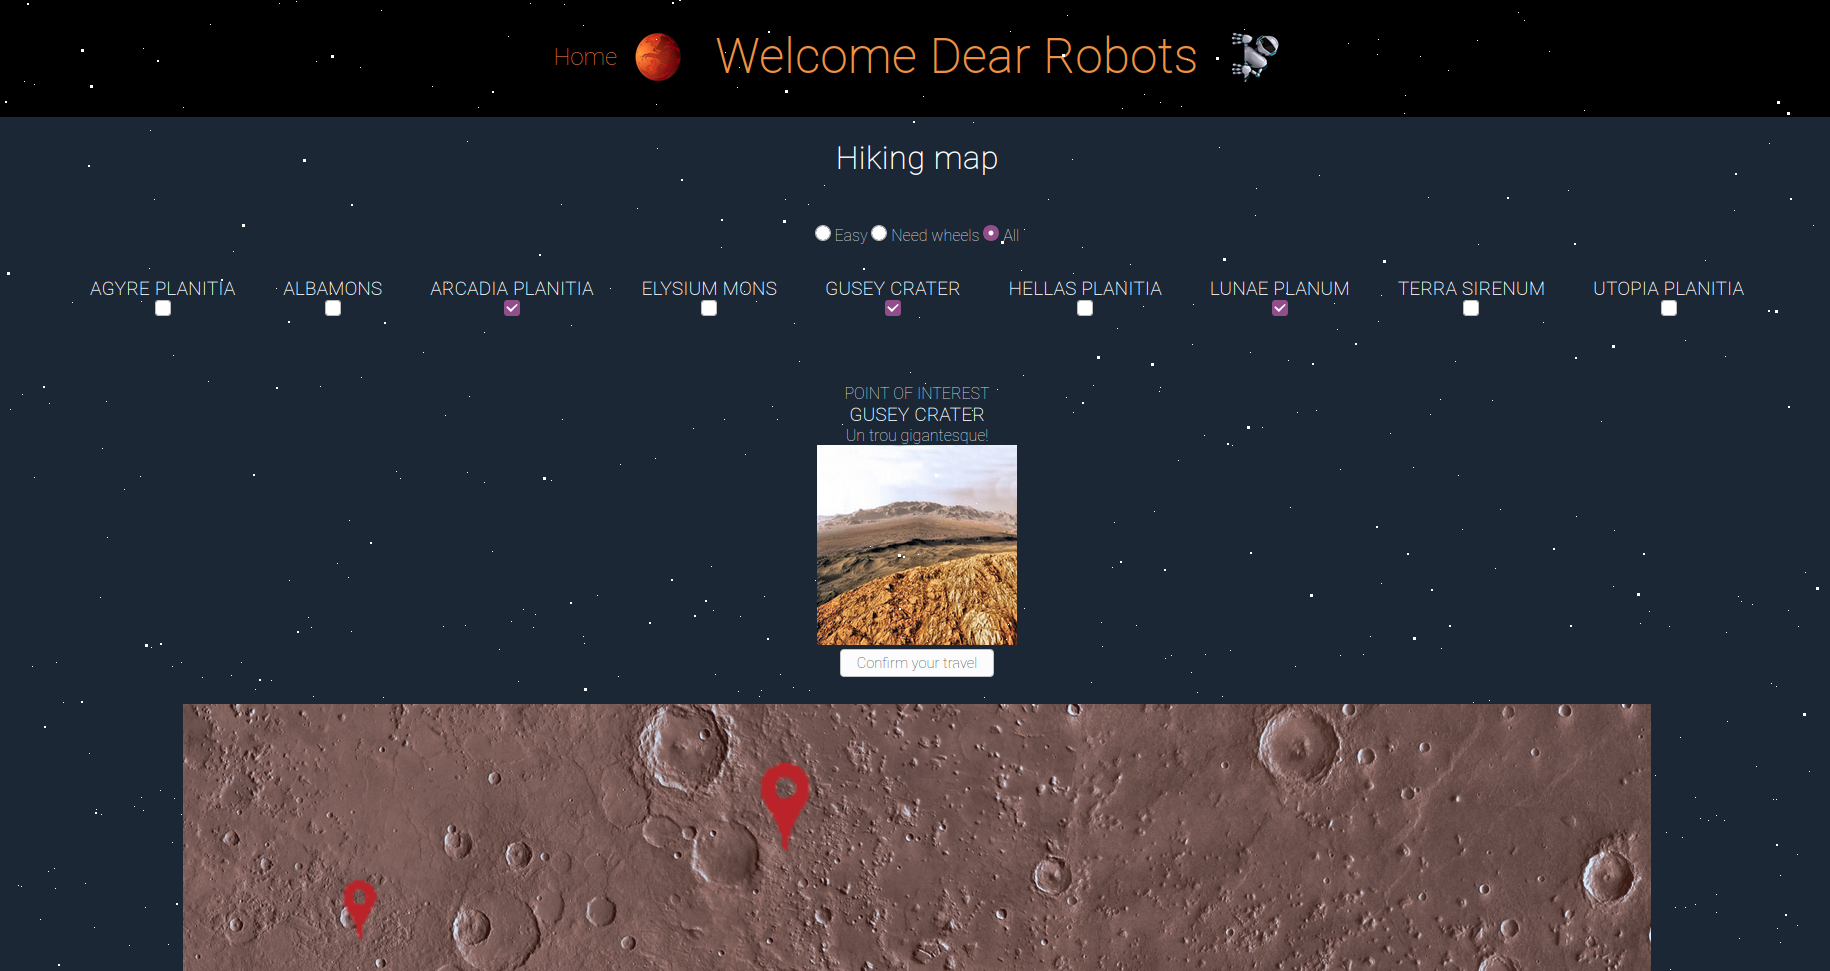 Home Welcome Dear Robots
Hiking map
Easy Need wheels All
AGYRE PLANITIA ALBAMONS ARCADIA PLANITIA ELYSIUM MONS GUSEY CRATER HELLAS PLANITIA LUNAE PLANUM TERRA SIRENUM UTOPIA PLANITIA
POINT OF INTEREST
GUSEY CRATER
Un trou gigantesque!
Confirm your travel